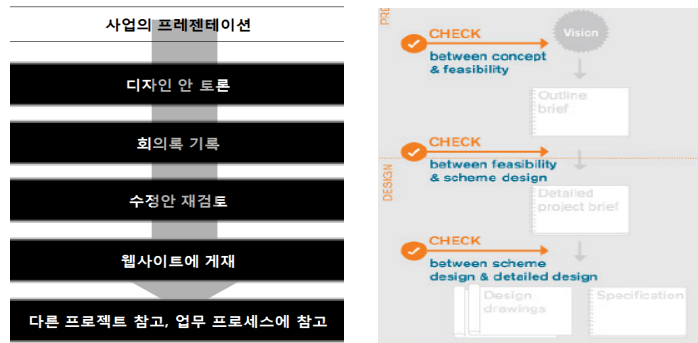 사업의 프레젠테이션
디자인 안 토론
회의록 기록
수정안 재검토
웹사이트에 게재
다른 프로젝트 참고, 업무 프로세스에 참고
PRE
CHECK
Vision
between concept
& feasibility
Outline
brief
CHECK
between feasibility
& scheme design
DESIGN
Detailed
project brief
CHECK
between scheme
design & detailed design
Design
drawings
Specification